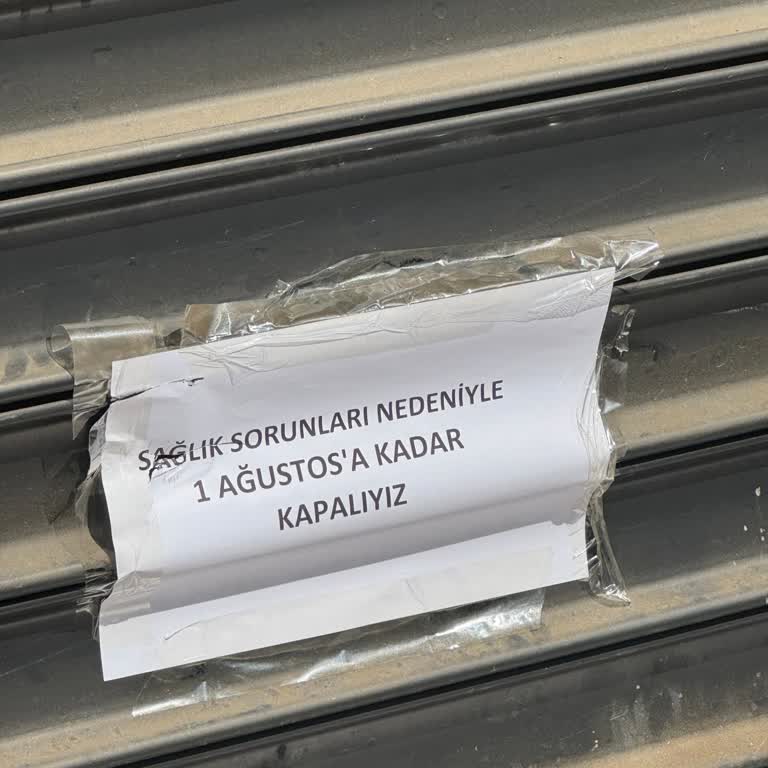 SAĞLIK SORUNLARI NEDENİYLE
1 AĞUSTOS'A KADAR
KAPALIYIZ